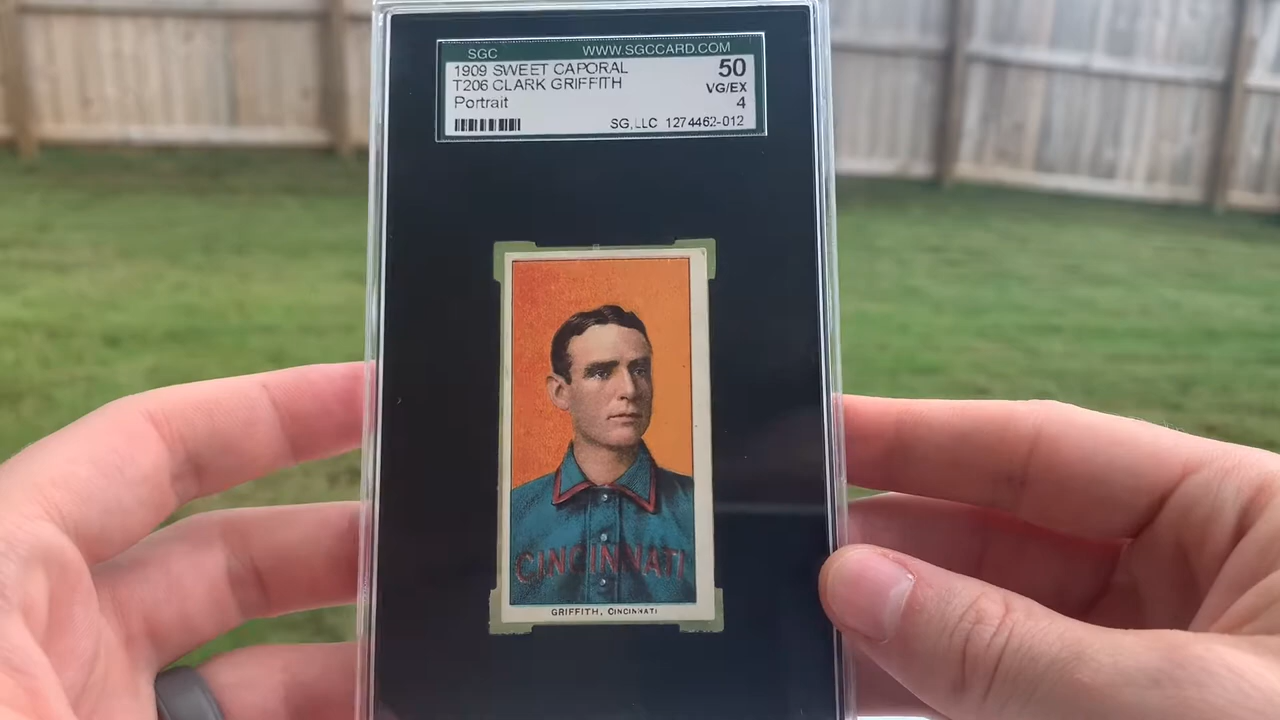 SGC WWW.SGCCARD.COM
1909 SWEET CAPORAL 50
T206 CLARK GRIFFITH VG/EX
Portrait 4
SG,LLC 1274462-012
CINCINNATI
GRIFFITH, CINCINNATI